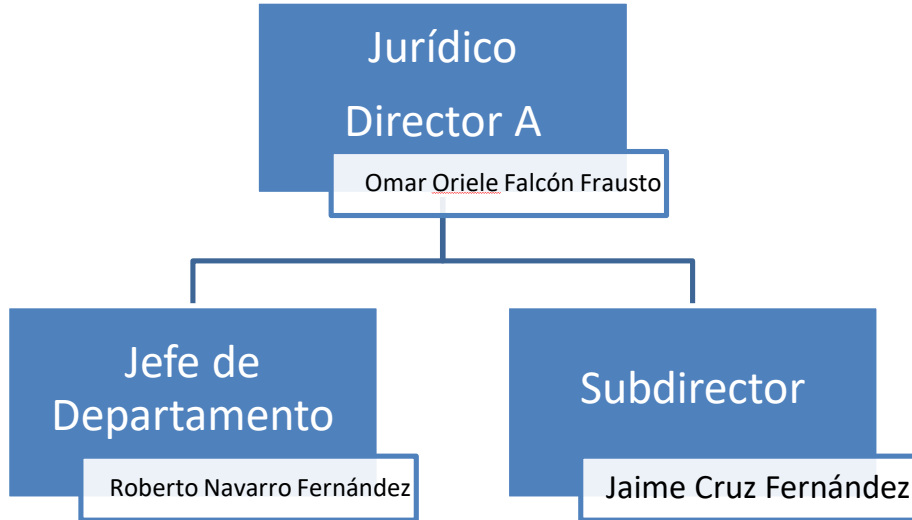 Jurídico
Director A
Omar Oriele Falcón Frausto
Jefe de
Departamento
Roberto Navarro Fernández
Subdirector
Jaime Cruz Fernández